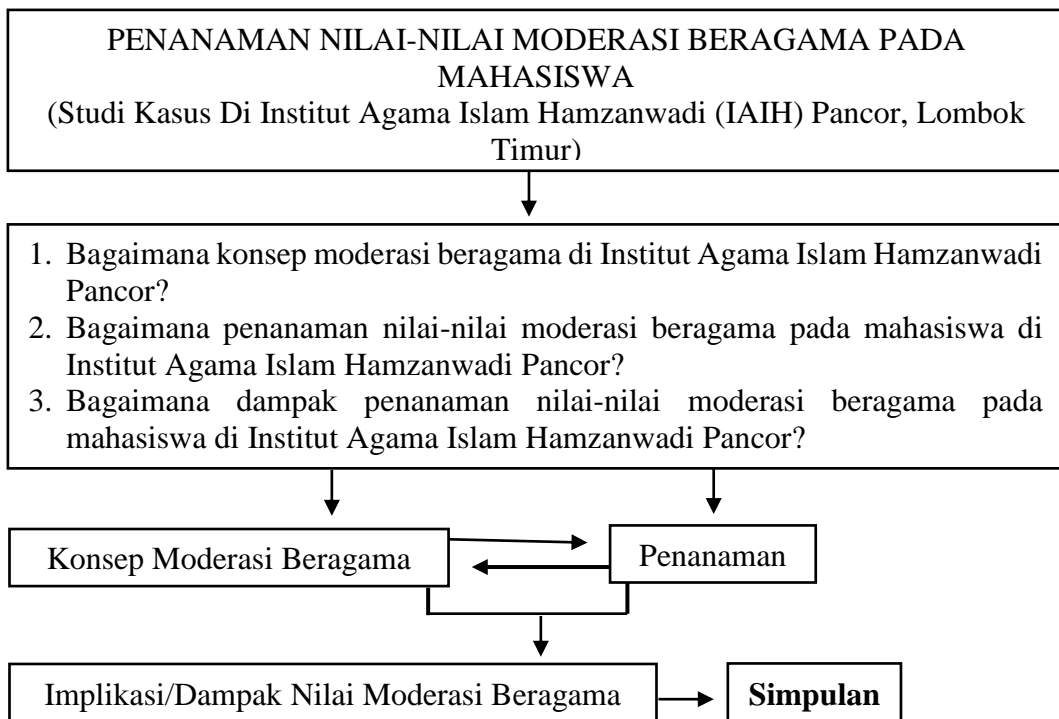 PENANAMAN NILAI-NILAI MODERASI BERAGAMA PADA
MAHASISWA
(Studi Kasus Di Institut Agama Islam Hamzanwadi (IAIH) Pancor, Lombok
Timur)
1. Bagaimana konsep moderasi beragama di Institut Agama Islam Hamzanwadi
Pancor?
2. Bagaimana penanaman nilai-nilai moderasi beragama pada mahasiswa di
Institut Agama Islam Hamzanwadi Pancor?
3. Bagaimana dampak penanaman nilai-nilai moderasi beragama pada
mahasiswa di Institut Agama Islam Hamzanwadi Pancor?
Konsep Moderasi Beragama
Penanaman
Implikasi/Dampak Nilai Moderasi Beragama
Simpulan